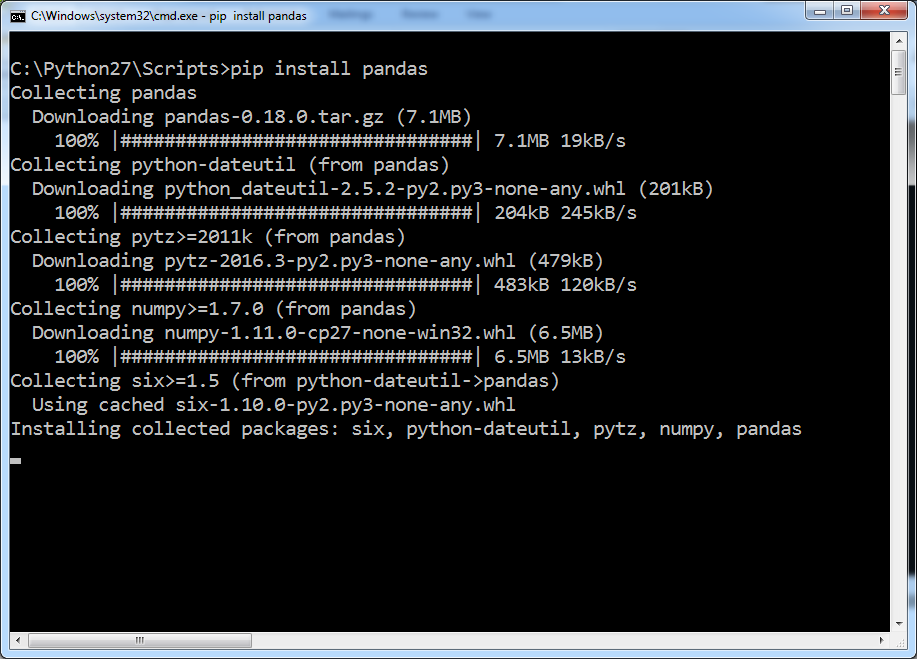 C:\Windows\system32\cmd.exe - pip  install pandas
C:\Python27\Scripts>pip install pandas
Collecting pandas
  Downloading pandas-0.18.0.tar.gz (7.1MB)
    100% |################################| 7.1MB 19kB/s
Collecting python-dateutil (from pandas)
  Downloading python_dateutil-2.5.2-py2.py3-none-any.whl (201kB)
    100% |################################| 204kB 245kB/s
Collecting pytz>=2011k (from pandas)
  Downloading pytz-2016.3-py2.py3-none-any.whl (479kB)
    100% |################################| 483kB 120kB/s
Collecting numpy>=1.7.0 (from pandas)
  Downloading numpy-1.11.0-cp27-none-win32.whl (6.5MB)
    100% |################################| 6.5MB 13kB/s
Collecting six>=1.5 (from python-dateutil->pandas)
  Using cached six-1.10.0-py2.py3-none-any.whl
Installing collected packages: six, python-dateutil, pytz, numpy, pandas